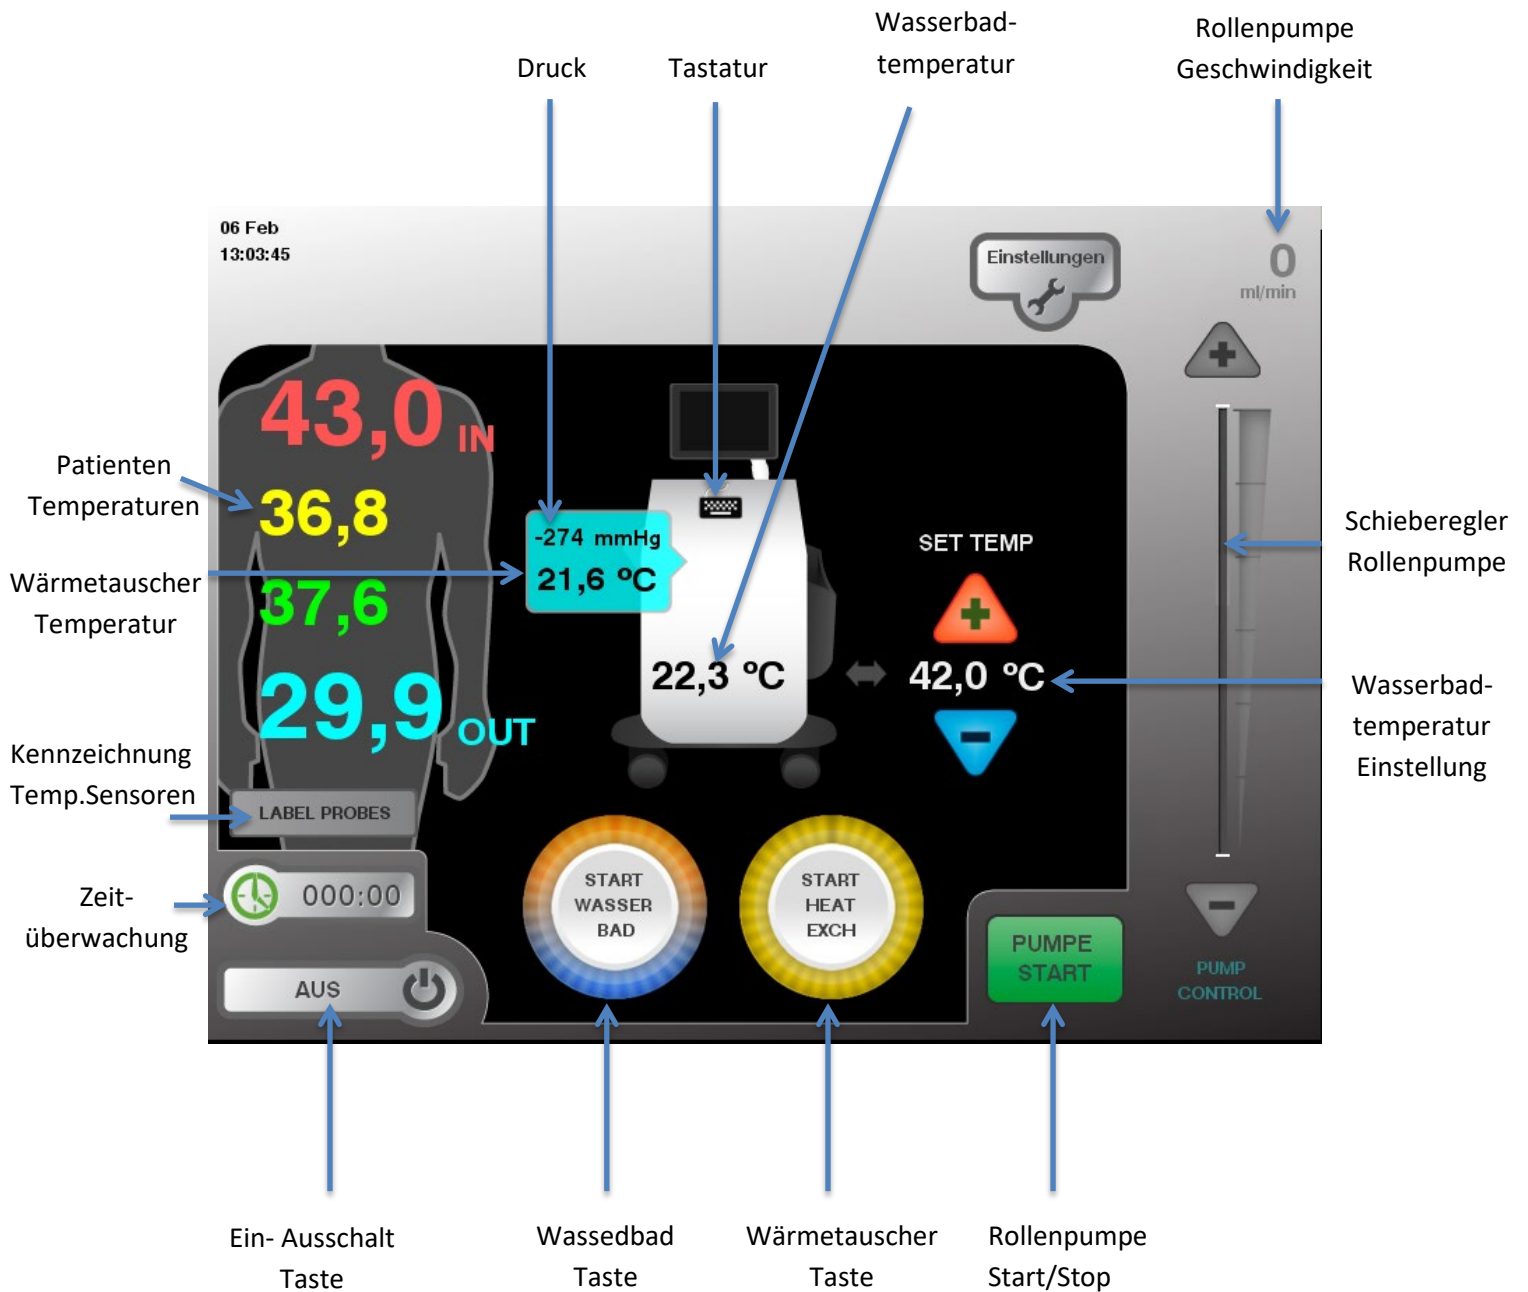 Wasserbad-
temperatur
Rollenpumpe
Geschwindigkeit
Druck
Tastatur
06 Feb
13:03:45
Einstellungen
0
ml/min
43,0 IN
36,8
37,6
29,9 OUT
Patienten
Temperaturen
Wärmetauscher
Temperatur
Kennzeichnung
Temp.Sensoren
LABEL PROBES
Zeit-
überwachung
000:00
AUS
-274 mmHg
21,6 ºC
22,3 ºC
SET TEMP
42,0 ºC
Schieberegler
Rollenpumpe
Wasserbad-
temperatur
Einstellung
START
WASSER
BAD
START
HEAT
EXCH
PUMPE
START
PUMP
CONTROL
Ein- Ausschalt
Taste
Wassedbad
Taste
Wärmetauscher
Taste
Rollenpumpe
Start/Stop